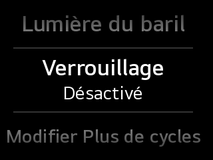 Lumière du baril
Verrouillage
Désactivé
Modifier Plus de cycles